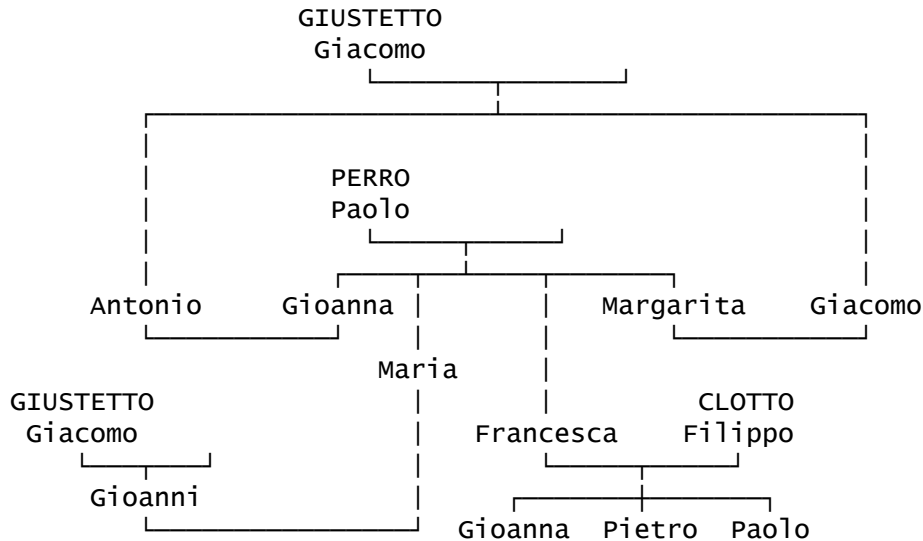 GIUSTETTO
Giacomo
PERRO
Paolo
Antonio Gioanna Margarita Giacomo
Maria
GIUSTETTO CLOTTO
Giacomo Francesca Filippo
Gioanni
Gioanna Pietro Paolo